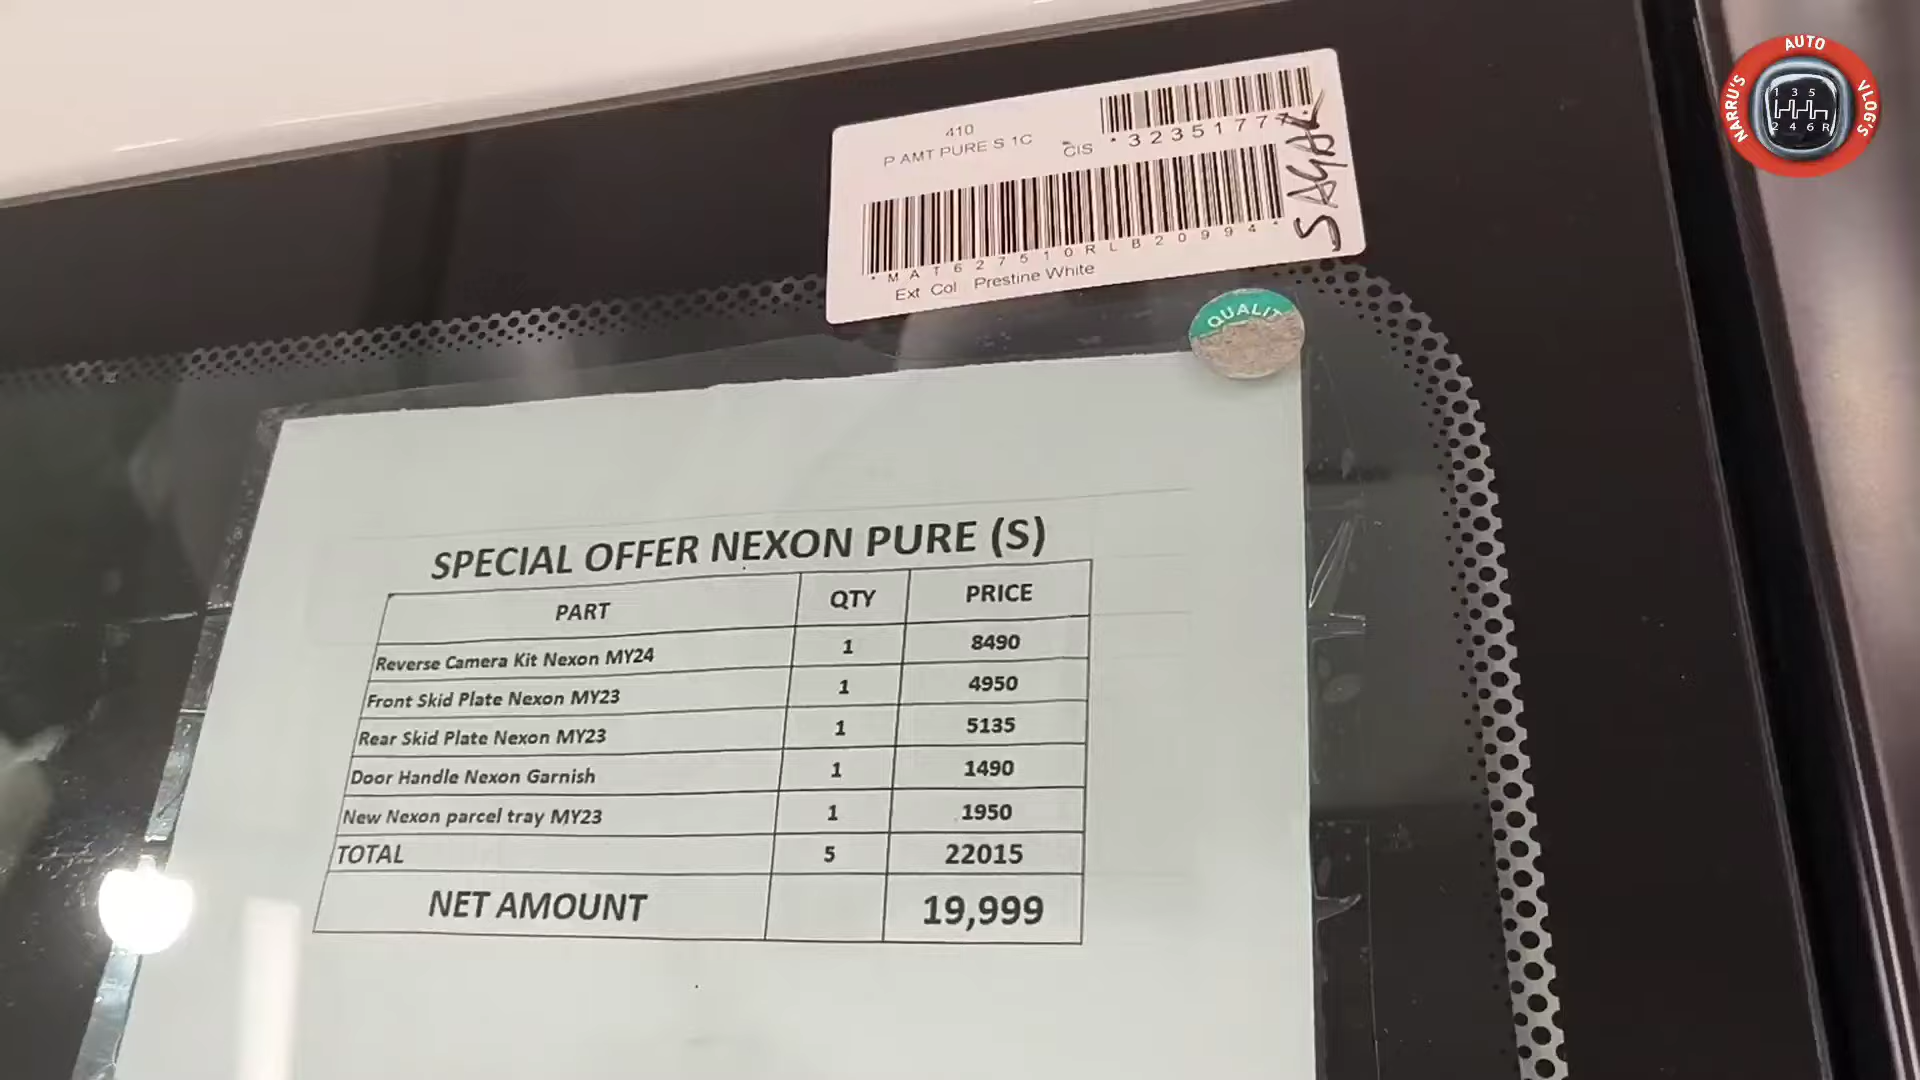 NARRU'S AUTO VLOG'S
1 3 5
2 4 6 R
410
P AMT PURE S 1C
CIS
*3235177*
SAGAR
*MAT627510RLB20994*
Ext Col Prestine White
QUALIT
SPECIAL OFFER NEXON PURE (S)
PART QTY PRICE
Reverse Camera Kit Nexon MY24 1 8490
Front Skid Plate Nexon MY23 1 4950
Rear Skid Plate Nexon MY23 1 5135
Door Handle Nexon Garnish 1 1490
New Nexon parcel tray MY23 1 1950
TOTAL 5 22015
NET AMOUNT 19,999